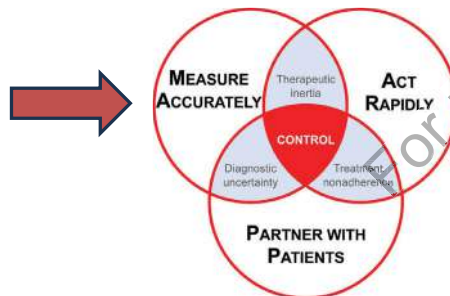 MEASURE
ACCURATELY
Therapeutic
inertia
ACT
RAPIDLY
CONTROL
Diagnostic
uncertainty
Treatment
nonadherence
PARTNER WITH
PATIENTS
For